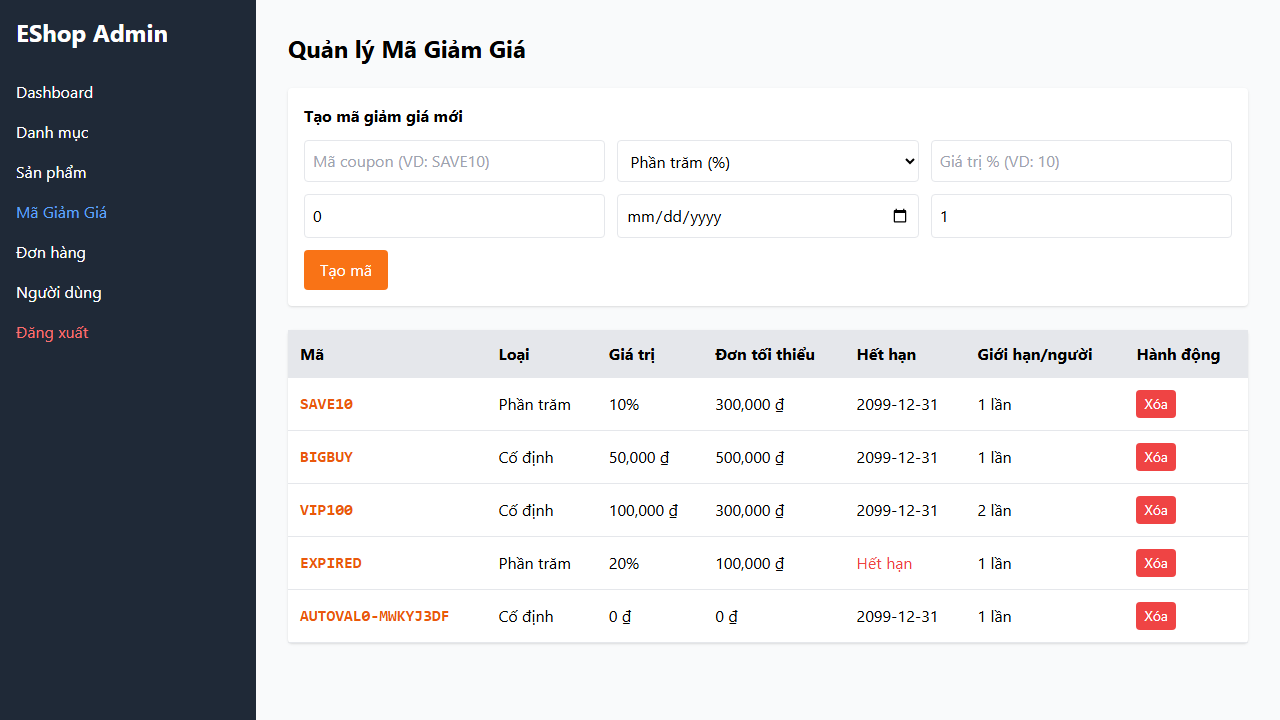 EShop Admin
Dashboard
Danh mục
Sản phẩm
Mã Giảm Giá
Đơn hàng
Người dùng
Đăng xuất
Quản lý Mã Giảm Giá
Tạo mã giảm giá mới
Mã coupon (VD: SAVE10) Phần trăm (%) Giá trị % (VD: 10)
0 mm/dd/yyyy 1
Tạo mã
Mã Loại Giá trị Đơn tối thiểu Hết hạn Giới hạn/người Hành động
SAVE10 Phần trăm 10% 300,000 ₫ 2099-12-31 1 lần Xóa
BIGBUY Cố định 50,000 ₫ 500,000 ₫ 2099-12-31 1 lần Xóa
VIP100 Cố định 100,000 ₫ 300,000 ₫ 2099-12-31 2 lần Xóa
EXPIRED Phần trăm 20% 100,000 ₫ Hết hạn 1 lần Xóa
AUTOVAL0-MWKYJ3DF Cố định 0 ₫ 0 ₫ 2099-12-31 1 lần Xóa